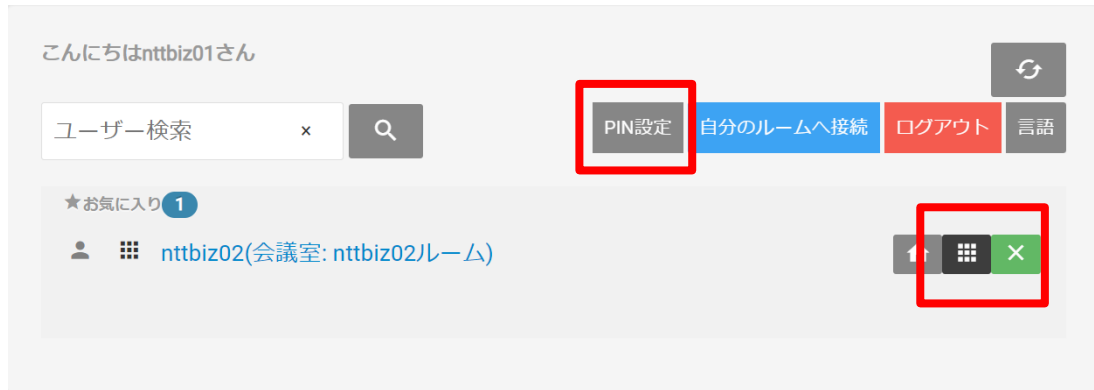 こんにちはnttbiz01さん
ユーザー検索 ×
PIN設定 自分のルームへ接続 ログアウト 言語
★お気に入り 1
nttbiz02(会議室: nttbiz02ルーム)